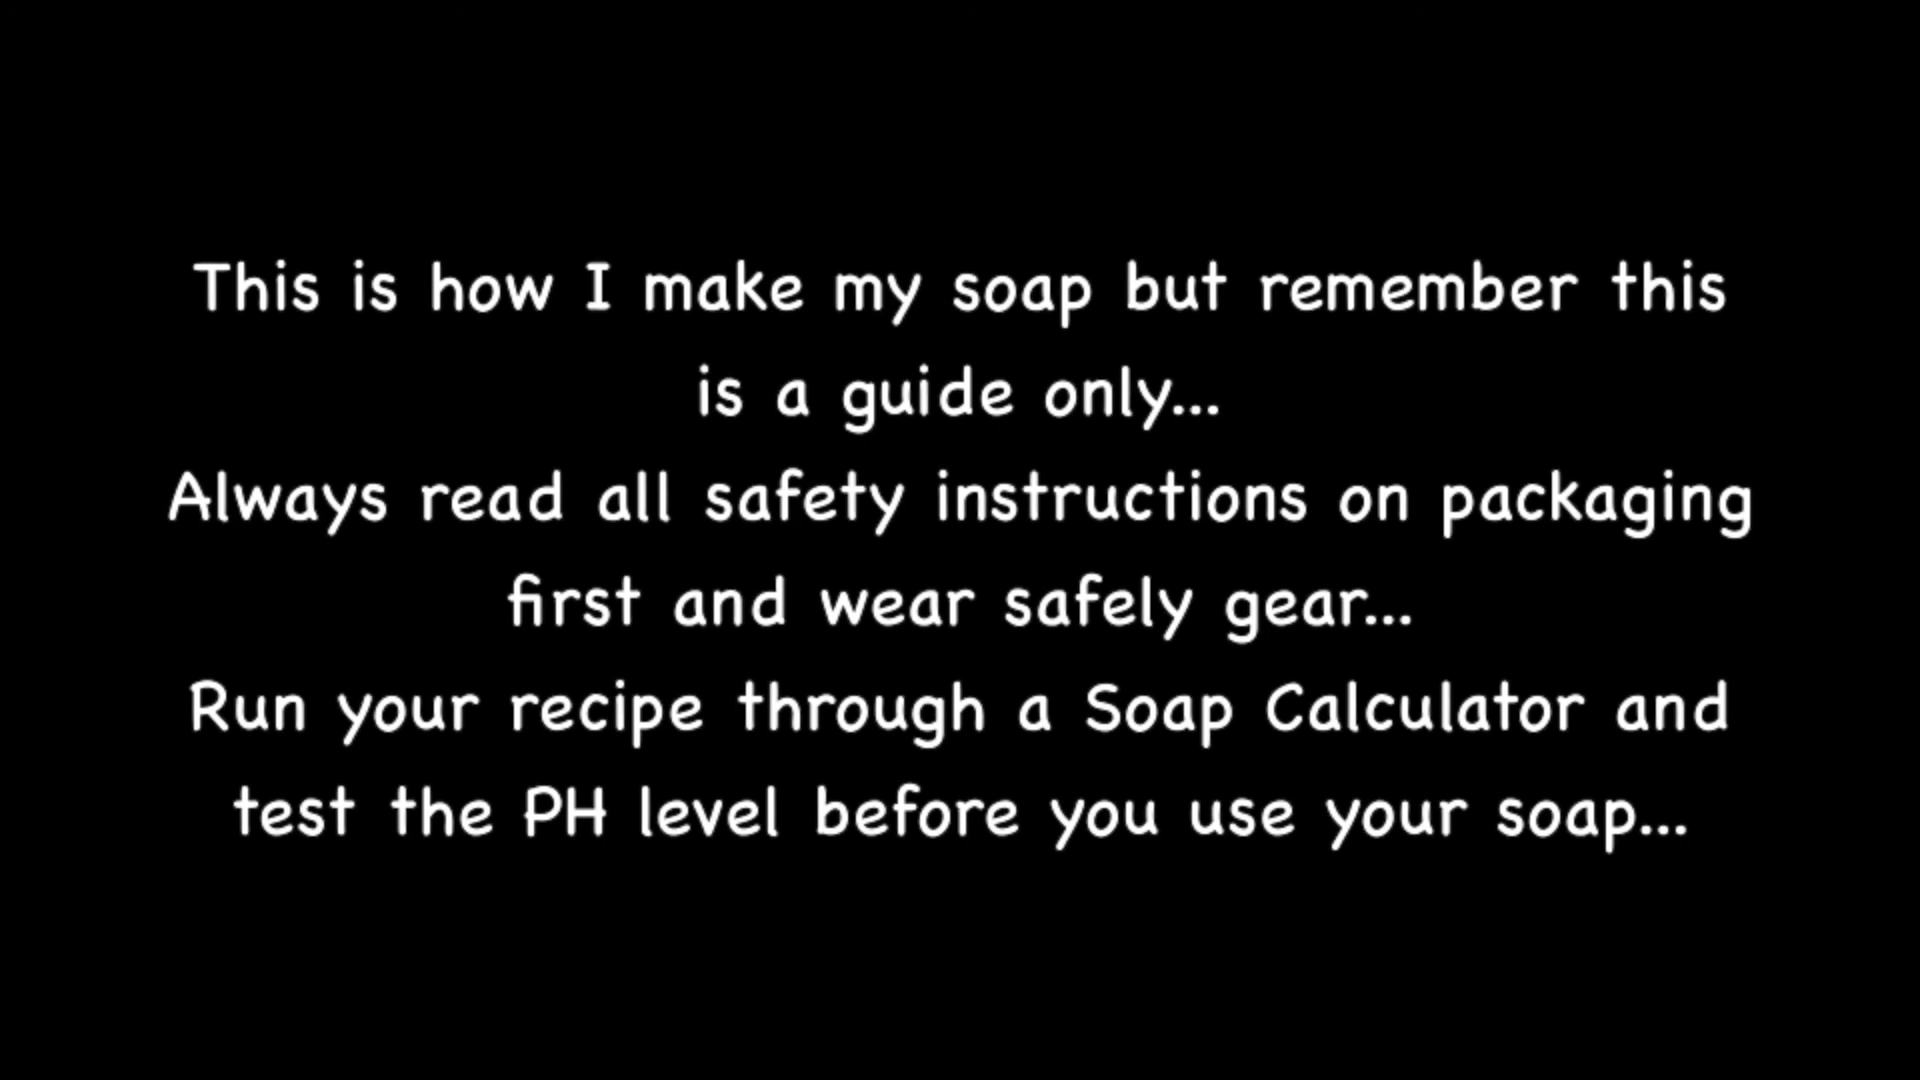 This is how I make my soap but remember this
is a guide only...
Always read all safety instructions on packaging
first and wear safely gear...
Run your recipe through a Soap Calculator and
test the PH level before you use your soap...